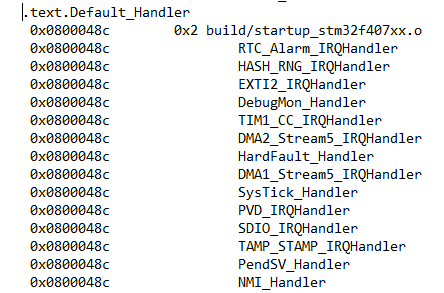 .text.Default_Handler
0x0800048c 0x2 build/startup_stm32f407xx.o
0x0800048c RTC_Alarm_IRQHandler
0x0800048c HASH_RNG_IRQHandler
0x0800048c EXTI2_IRQHandler
0x0800048c DebugMon_Handler
0x0800048c TIM1_CC_IRQHandler
0x0800048c DMA2_Stream5_IRQHandler
0x0800048c HardFault_Handler
0x0800048c DMA1_Stream5_IRQHandler
0x0800048c SysTick_Handler
0x0800048c PVD_IRQHandler
0x0800048c SDIO_IRQHandler
0x0800048c TAMP_STAMP_IRQHandler
0x0800048c PendSV_Handler
0x0800048c NMI_Handler